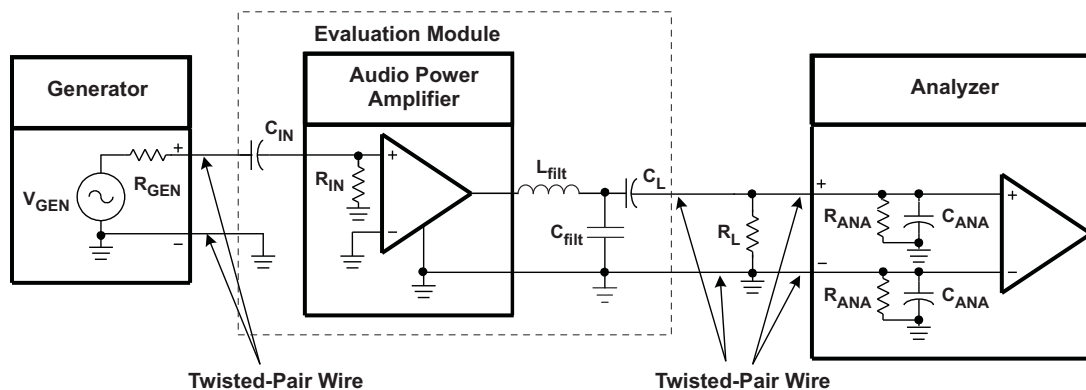 Evaluation Module
Generator
Audio Power
Amplifier
Analyzer
C_IN
+
R_GEN
V_GEN
−
R_IN
+
−
L_filt
C_L
C_filt
R_L
+
−
R_ANA
C_ANA
R_ANA
C_ANA
+
−
Twisted-Pair Wire
Twisted-Pair Wire